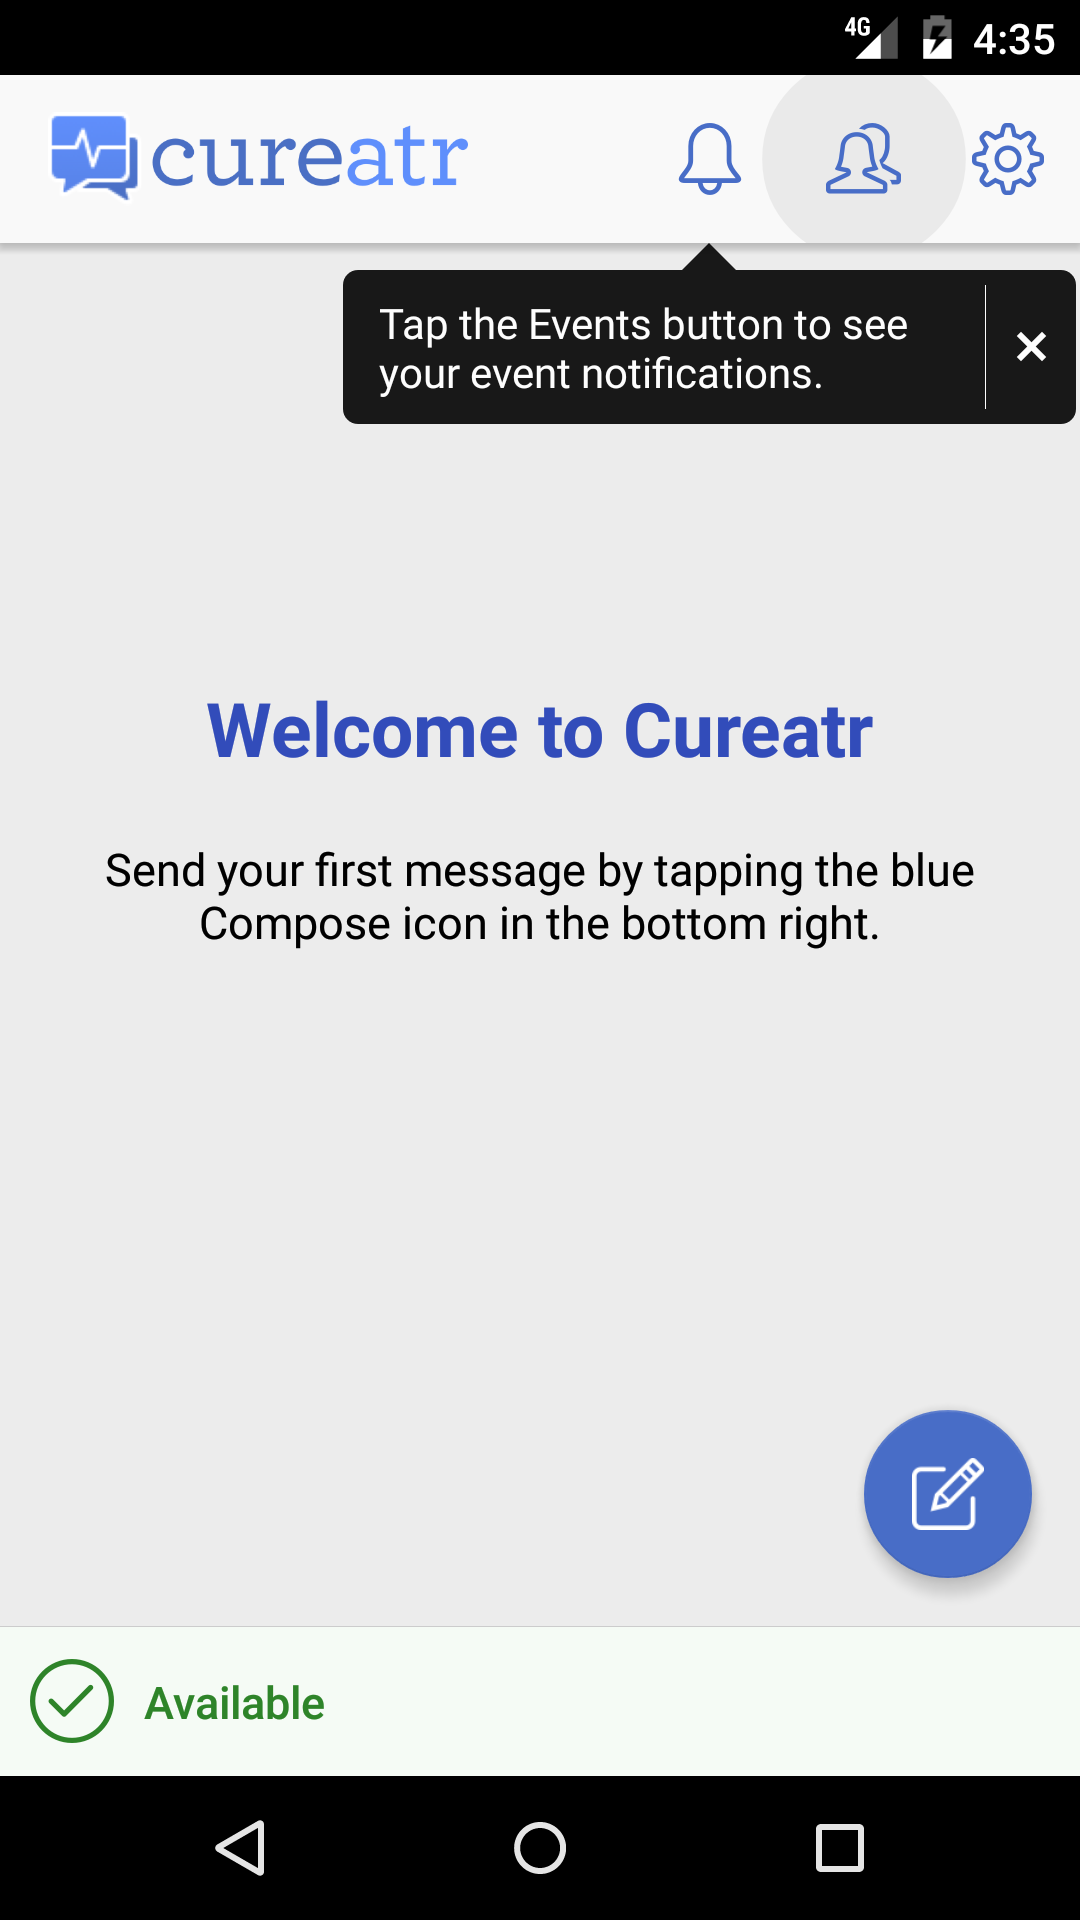 4G
4:35
cureatr
Tap the Events button to see
your event notifications.
Welcome to Cureatr
Send your first message by tapping the blue
Compose icon in the bottom right.
Available